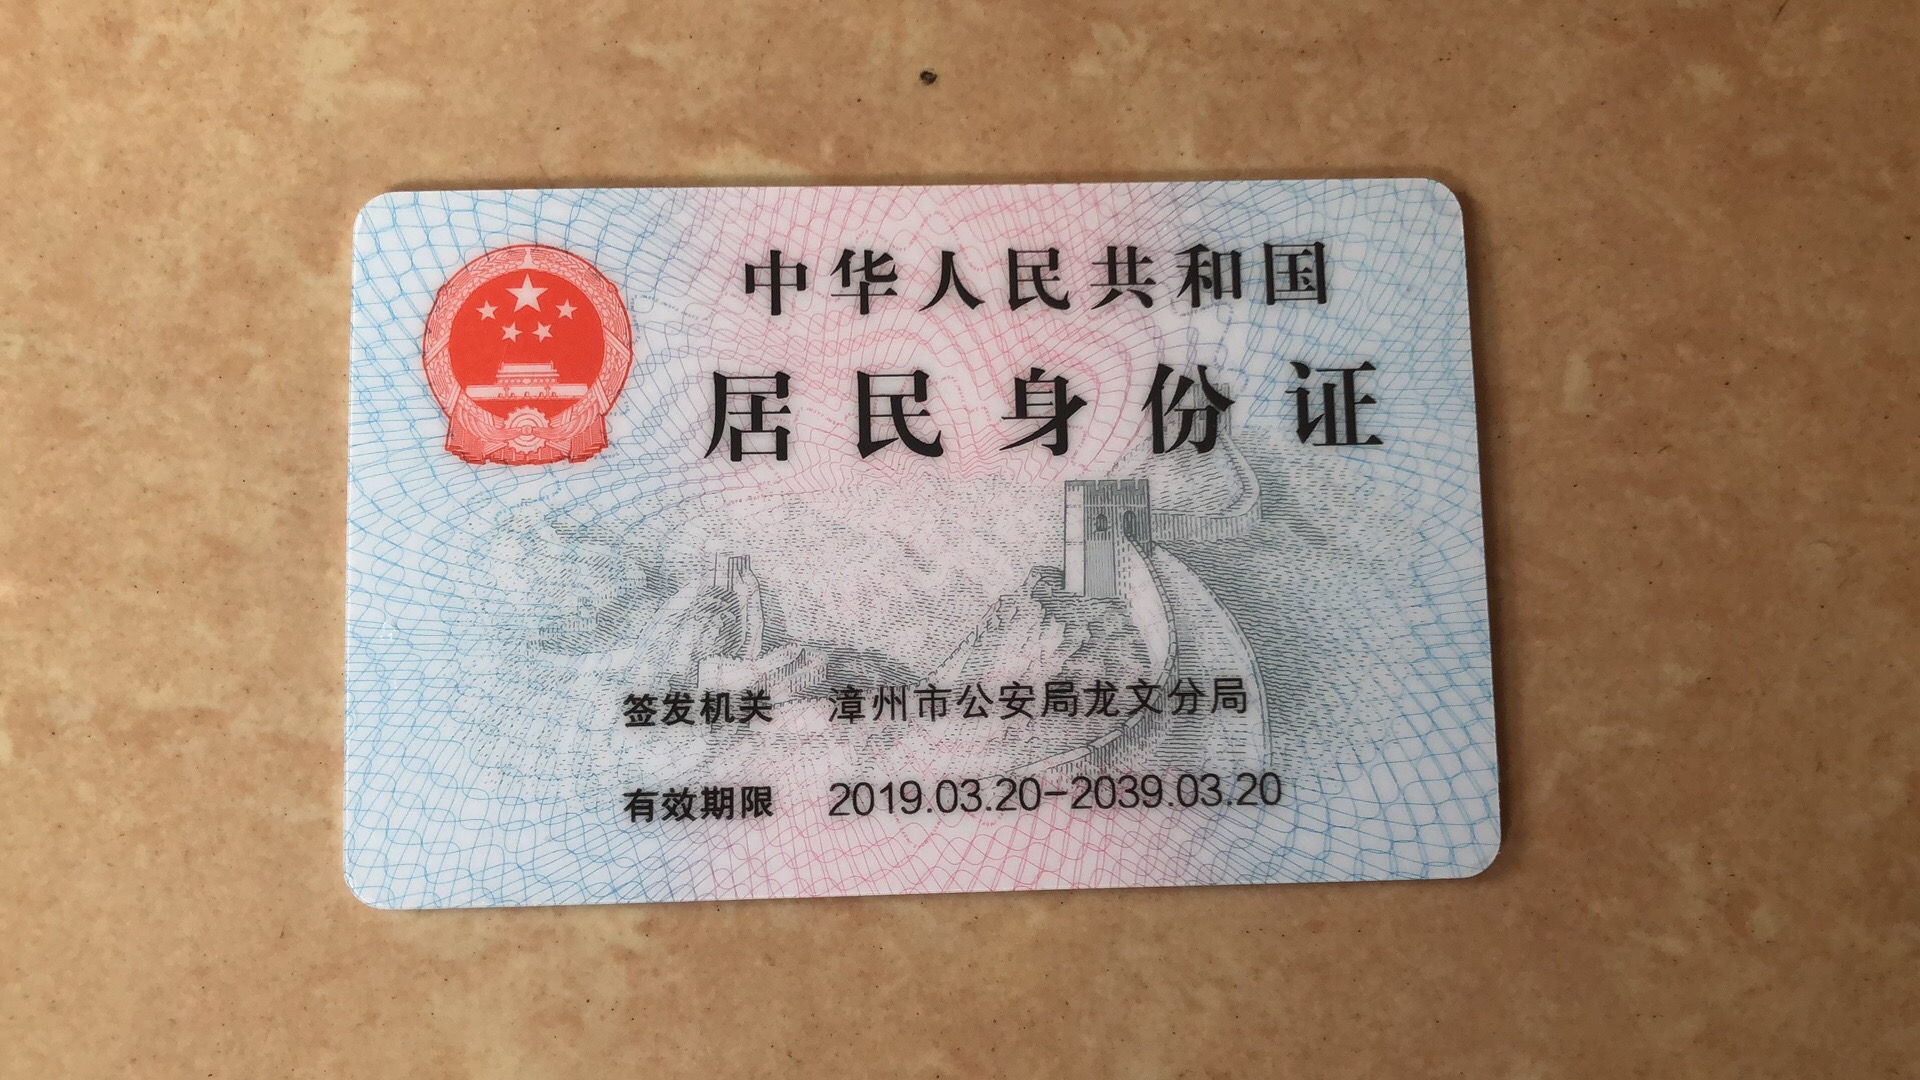 中华人民共和国
居民身份证
签发机关 漳州市公安局龙文分局
有效期限 2019.03.20-2039.03.20